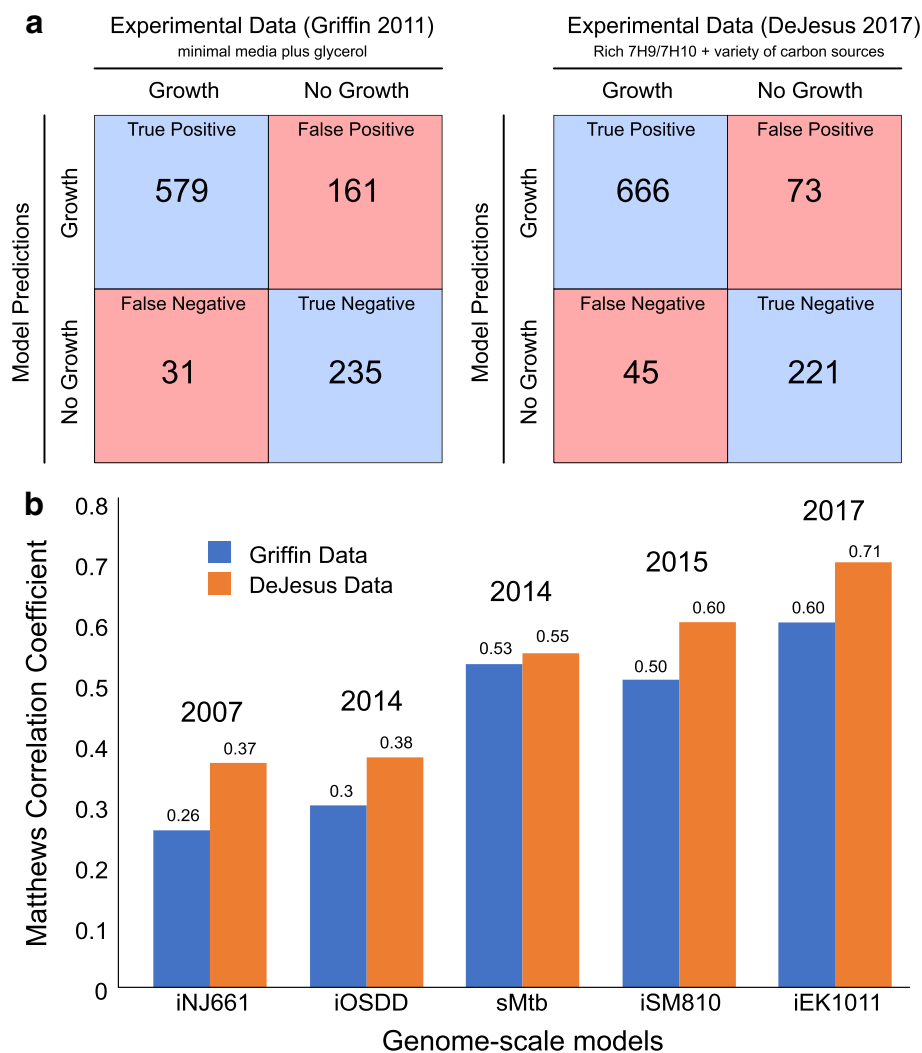 a
Experimental Data (Griffin 2011)
minimal media plus glycerol
Growth
No Growth
Model Predictions
Growth
No Growth
True Positive
579
False Positive
161
False Negative
31
True Negative
235
Experimental Data (DeJesus 2017)
Rich 7H9/7H10 + variety of carbon sources
Growth
No Growth
Model Predictions
Growth
No Growth
True Positive
666
False Positive
73
False Negative
45
True Negative
221
b
Matthews Correlation Coefficient
0.8
0.7
0.6
0.5
0.4
0.3
0.2
0.1
0
Griffin Data
DeJesus Data
2007
0.26
0.37
2014
0.3
0.38
2014
0.53
0.55
2015
0.50
0.60
2017
0.60
0.71
iNJ661
iOSDD
sMtb
iSM810
iEK1011
Genome-scale models